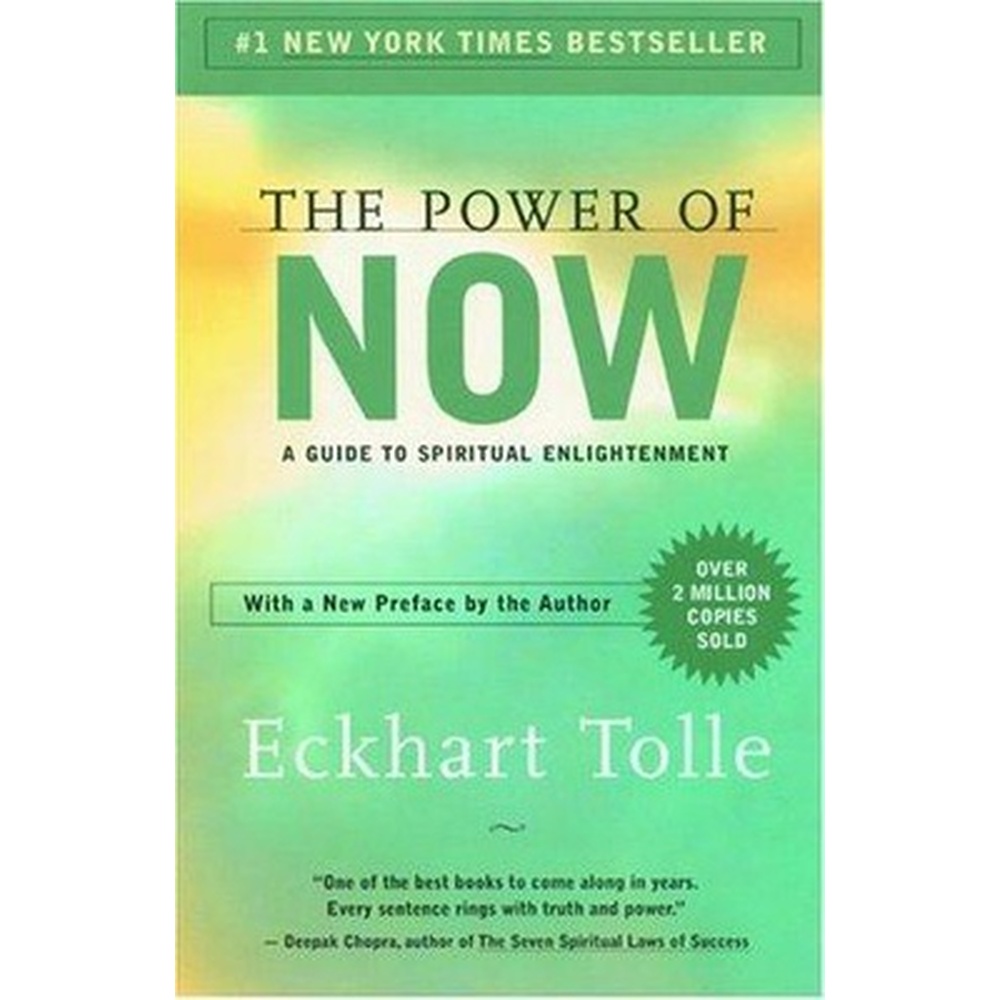 #1 NEW YORK TIMES BESTSELLER
THE POWER OF
NOW
A GUIDE TO SPIRITUAL ENLIGHTENMENT
With a New Preface by the Author
OVER
2 MILLION
COPIES
SOLD
Eckhart Tolle
"One of the best books to come along in years.
Every sentence rings with truth and power."
— Deepak Chopra, author of The Seven Spiritual Laws of Success